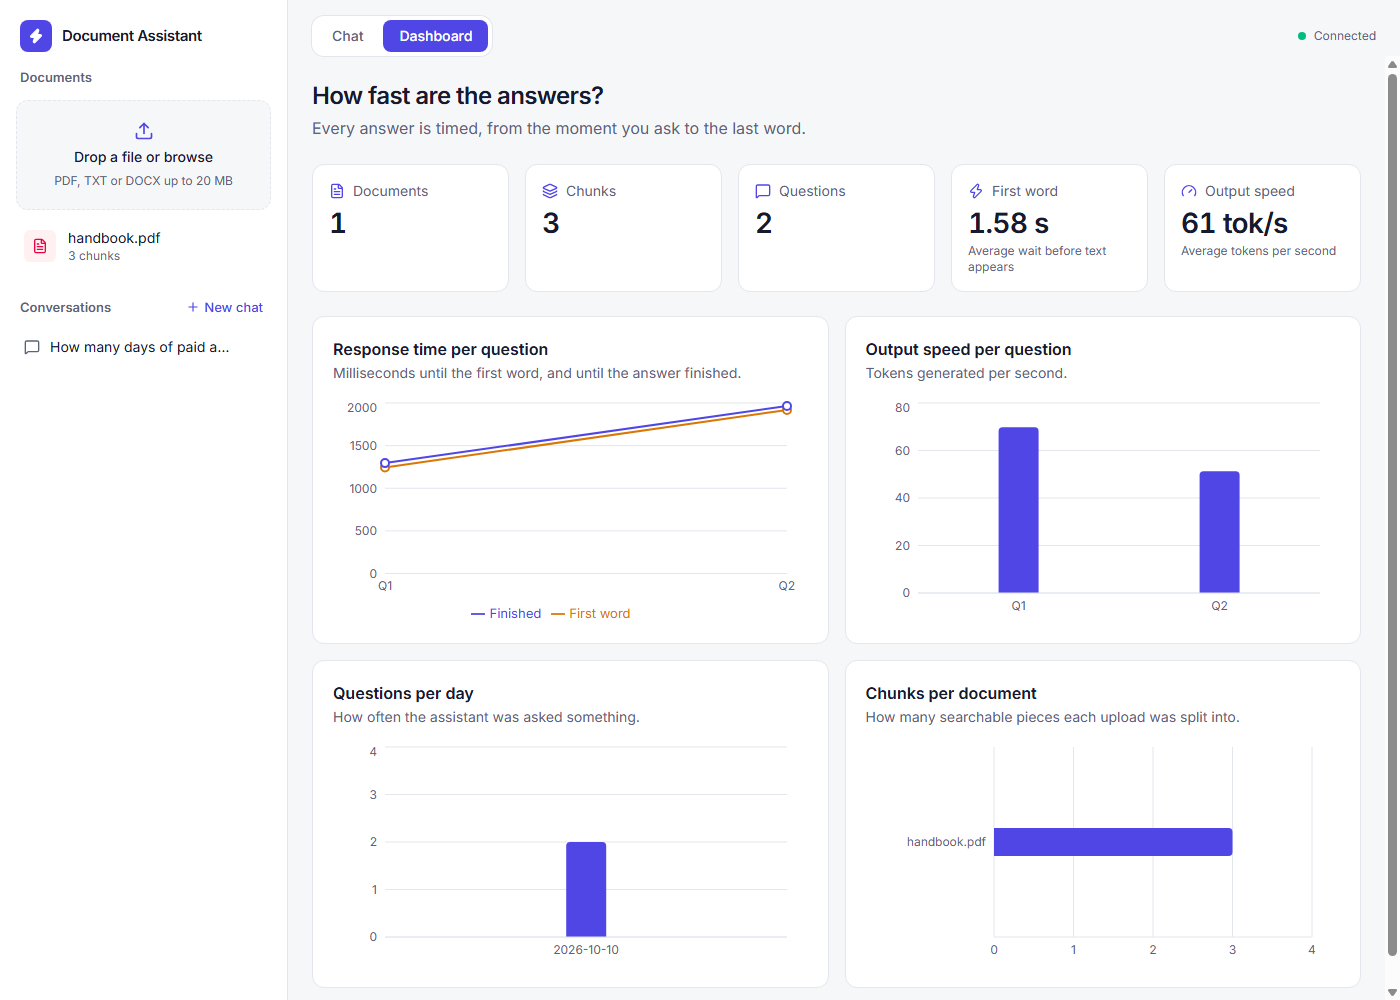 Document Assistant
Documents
Drop a file or browse
PDF, TXT or DOCX up to 20 MB
handbook.pdf
3 chunks
Conversations
New chat
How many days of paid a...
Chat
Dashboard
Connected
How fast are the answers?
Every answer is timed, from the moment you ask to the last word.
Documents
1
Chunks
3
Questions
2
First word
1.58 s
Average wait before text
appears
Output speed
61 tok/s
Average tokens per second
Response time per question
Milliseconds until the first word, and until the answer finished.
2000
1500
1000
500
0
Q1
Q2
Finished
First word
Output speed per question
Tokens generated per second.
80
60
40
20
0
Q1
Q2
Questions per day
How often the assistant was asked something.
4
3
2
1
0
2026-10-10
Chunks per document
How many searchable pieces each upload was split into.
handbook.pdf
0
1
2
3
4